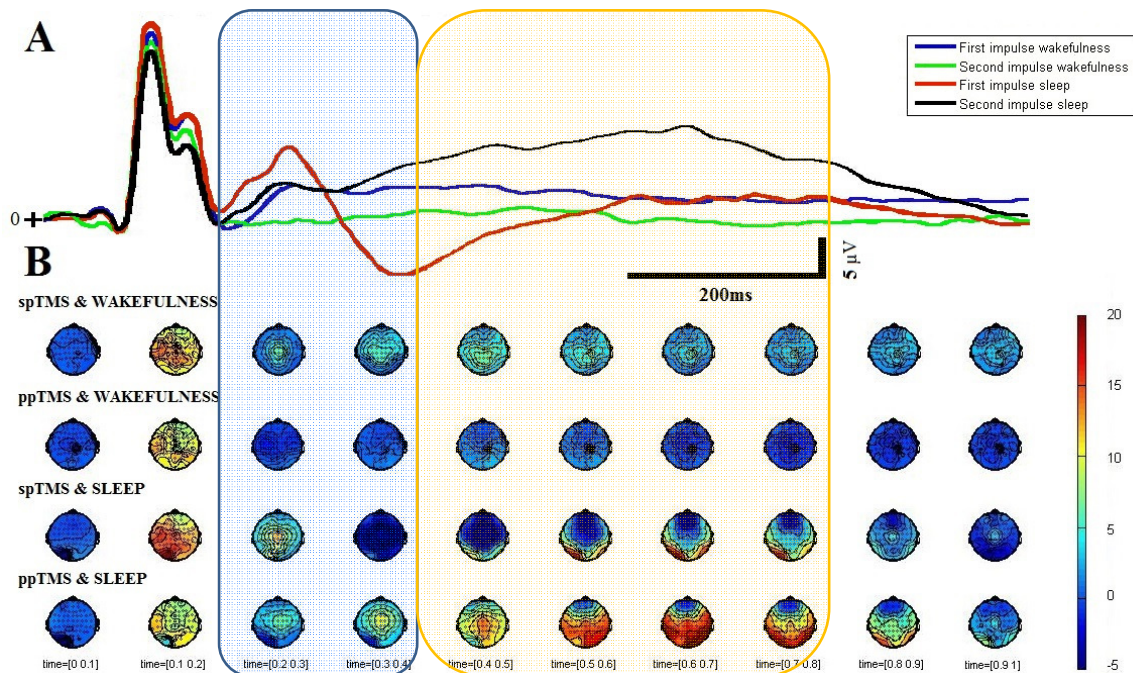 A
First impulse wakefulness
Second impulse wakefulness
First impulse sleep
Second impulse sleep
0
B
5 µV
200ms
spTMS & WAKEFULNESS
ppTMS & WAKEFULNESS
spTMS & SLEEP
ppTMS & SLEEP
time=[0 0.1] time=[0.1 0.2] time=[0.2 0.3] time=[0.3 0.4] time=[0.4 0.5] time=[0.5 0.6] time=[0.6 0.7] time=[0.7 0.8] time=[0.8 0.9] time=[0.9 1]
20
15
10
5
0
-5